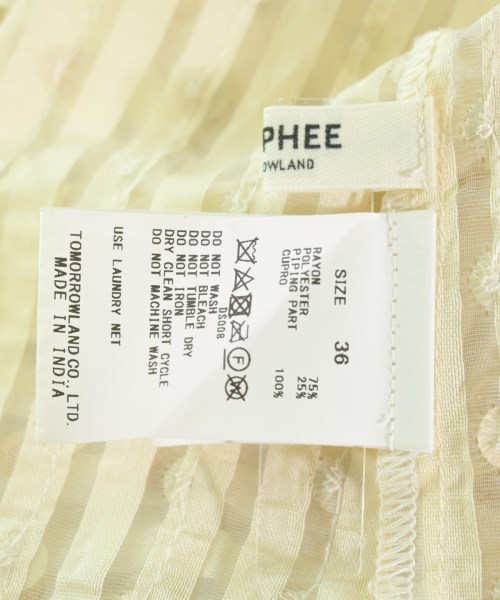 PHEE
OWLAND
SIZE 36
RAYON 75%
POLYESTER 25%
PIPING PART
CUPRO 100%
DS008
DO NOT WASH
DO NOT BLEACH
DO NOT TUMBLE DRY
DO NOT IRON
DRY CLEAN SHORT CYCLE
DO NOT MACHINE WASH
USE LAUNDRY NET
TOMORROWLAND CO., LTD.
MADE IN INDIA